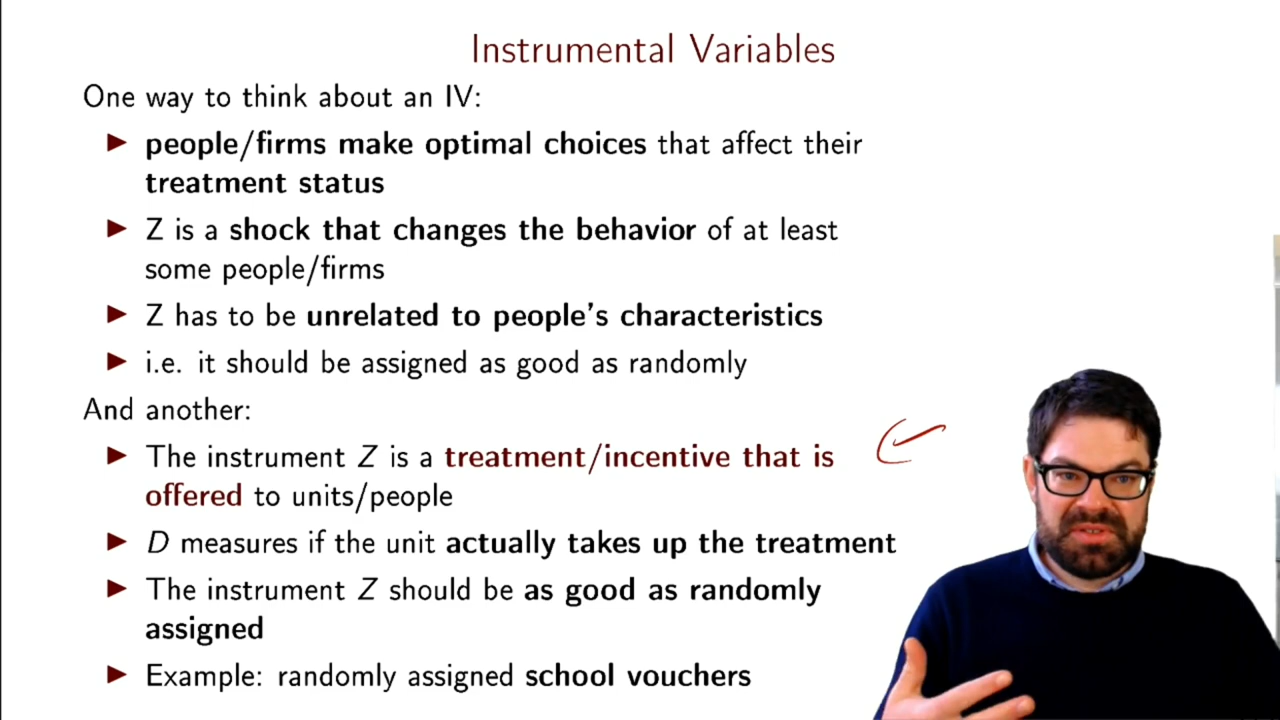 Instrumental Variables
One way to think about an IV:
▶ people/firms make optimal choices that affect their
treatment status
▶ Z is a shock that changes the behavior of at least
some people/firms
▶ Z has to be unrelated to people's characteristics
▶ i.e. it should be assigned as good as randomly
And another:
▶ The instrument Z is a treatment/incentive that is
offered to units/people
▶ D measures if the unit actually takes up the treatment
▶ The instrument Z should be as good as randomly
assigned
▶ Example: randomly assigned school vouchers